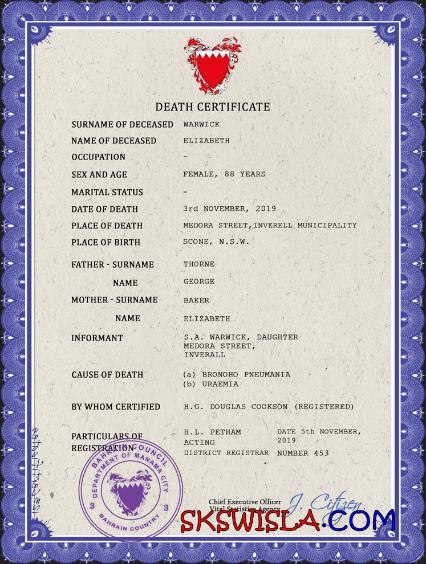 DEATH CERTIFICATE
SURNAME OF DECEASED WARWICK
NAME OF DECEASED ELIZABETH
OCCUPATION –
SEX AND AGE FEMALE, 88 YEARS
MARITAL STATUS –
DATE OF DEATH 3rd NOVEMBER, 2019
PLACE OF DEATH MEDORA STREET,INVERELL MUNICIPALITY
PLACE OF BIRTH SCONE, N.S.W.
FATHER - SURNAME THORNE
NAME GEORGE
MOTHER - SURNAME BAKER
NAME ELIZABETH
INFORMANT S.A. WARWICK, DAUGHTER
MEDORA STREET,
INVERALL
CAUSE OF DEATH (a) BRONOHO PNEUMANIA
(b) URAEMIA
BY WHOM CERTIFIED H.G. DOUGLAS COOKSON (REGISTERED)
PARTICULARS OF REGISTRATION
H.L. PETHAM DATE 5th NOVEMBER,
ACTING 2019
DISTRICT REGISTRAR NUMBER 453
BAHRAIN COUNCIL
DEPARTMENT OF MANAMA CITY
3 3
BAHRAIN COUNTRY
Chief Executive Officer
Vital Statistics Agency
J. Citizen
SKSWISLA.COM